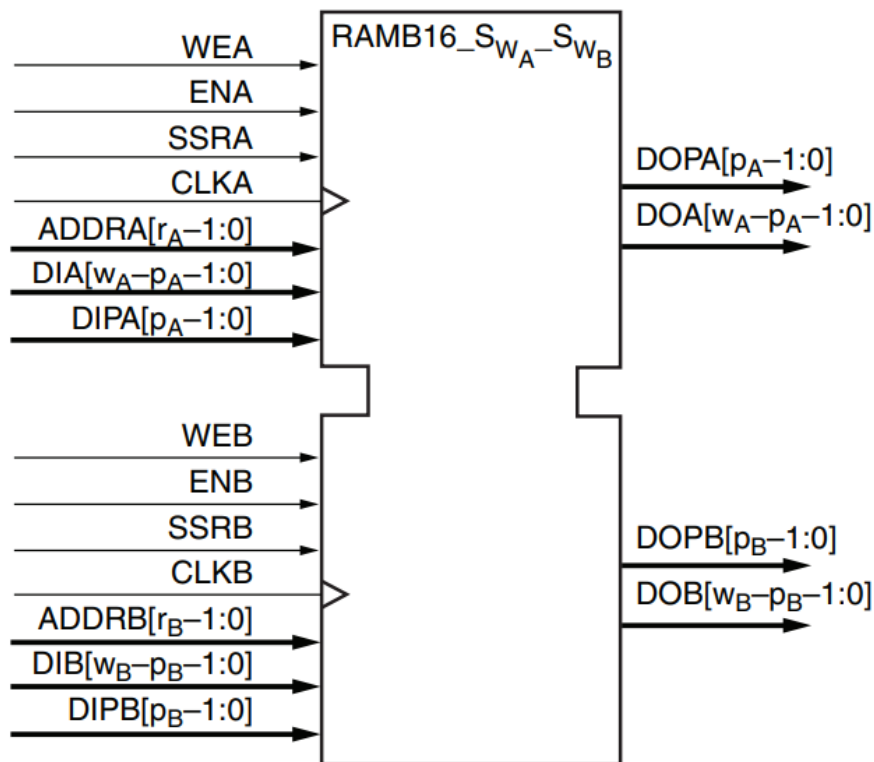 RAMB16_SWA_SWB
WEA
ENA
SSRA
CLKA
ADDRA[rA–1:0]
DIA[wA–pA–1:0]
DIPA[pA–1:0]
DOPA[pA–1:0]
DOA[wA–pA–1:0]
WEB
ENB
SSRB
CLKB
ADDRB[rB–1:0]
DIB[wB–pB–1:0]
DIPB[pB–1:0]
DOPB[pB–1:0]
DOB[wB–pB–1:0]